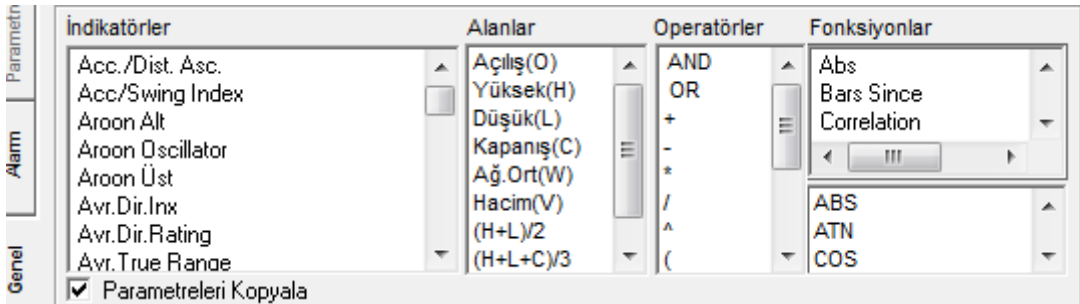 Parametr
Alarm
Genel
İndikatörler
Acc./Dist. Asc.
Acc/Swing Index
Aroon Alt
Aroon Oscillator
Aroon Üst
Avr.Dir.Inx
Avr.Dir.Rating
Avr.True Range
Alanlar
Açılış(O)
Yüksek(H)
Düşük(L)
Kapanış(C)
Ağ.Ort(W)
Hacim(V)
(H+L)/2
(H+L+C)/3
Operatörler
AND
OR
+
-
*
/
^
(
Fonksiyonlar
Abs
Bars Since
Correlation
ABS
ATN
COS
Parametreleri Kopyala